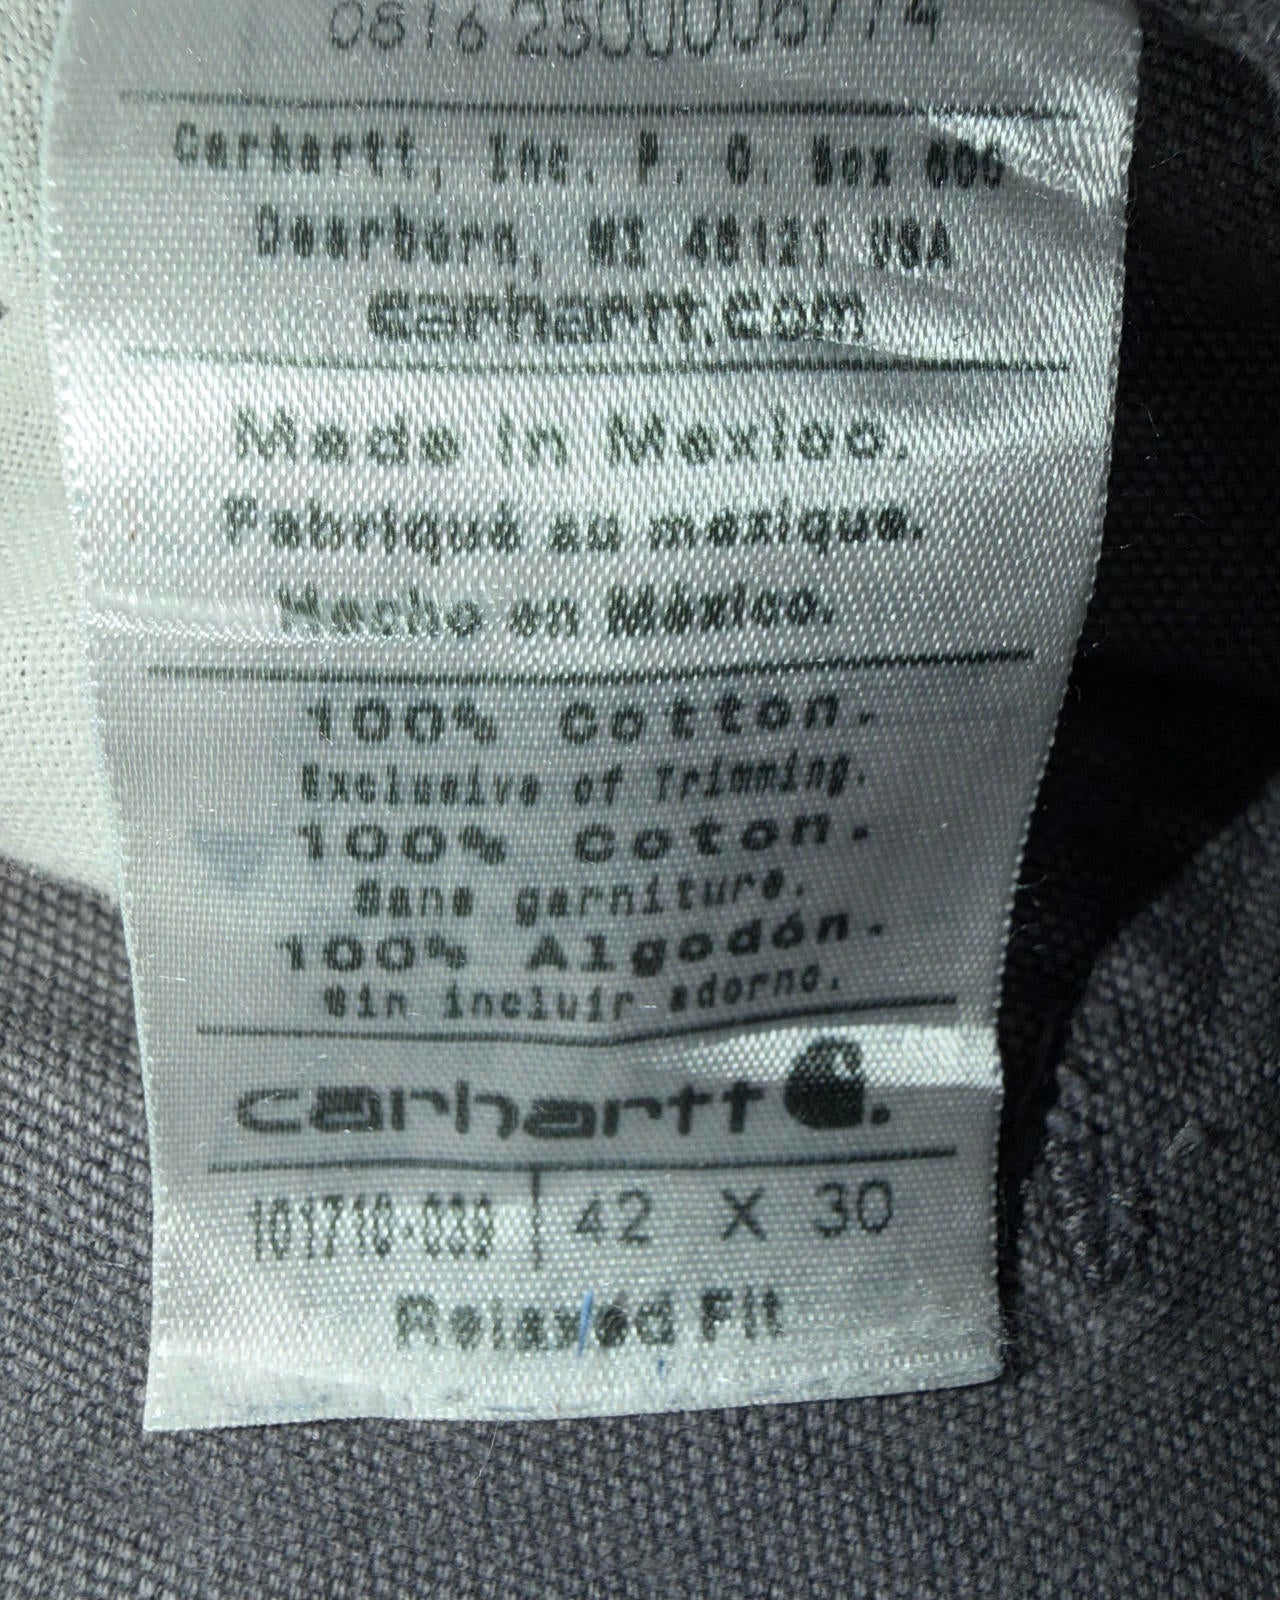 Carhartt, Inc. P. O. Box 600
Dearborn, MI 48121 USA
carhartt.com
Made in Mexico.
Fabriqué au mexique.
Hecho en México.
100% Cotton.
Exclusive of Trimming.
100% Coton.
Sans garniture.
100% Algodón.
Sin incluir adorno.
carhartt.
101710-039 | 42 X 30
Relaxed Fit